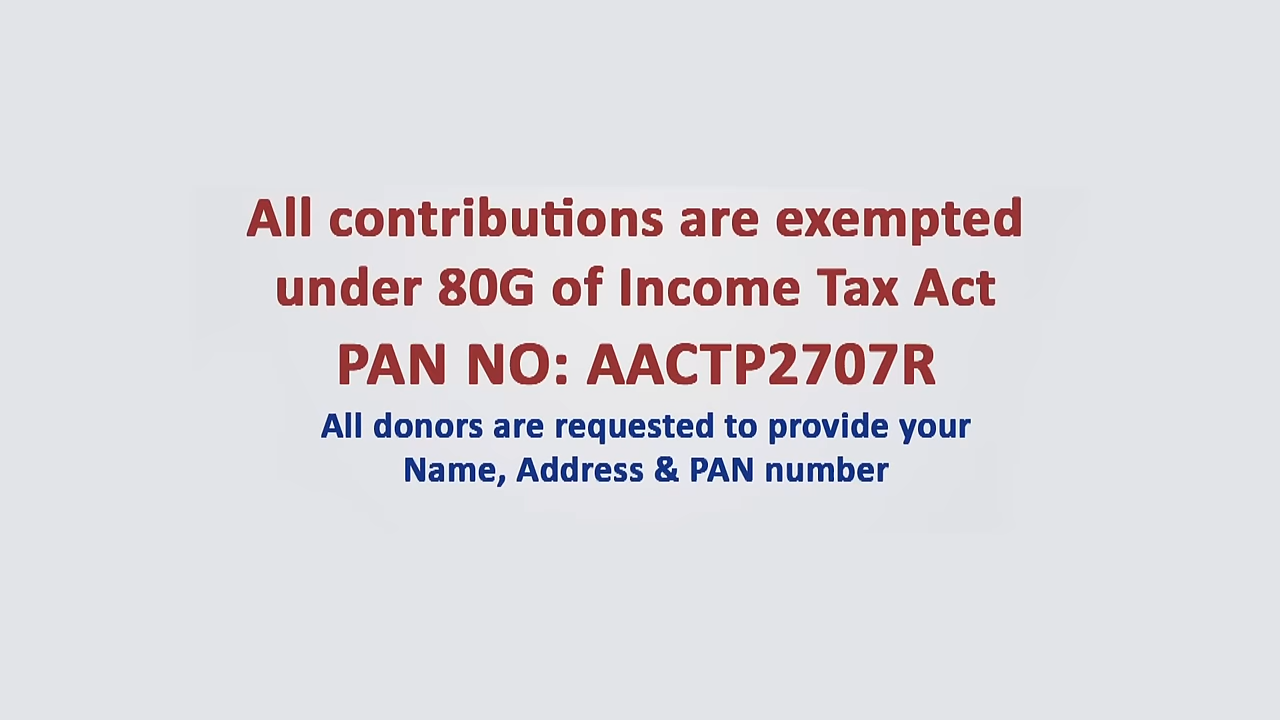 All contributions are exempted
under 80G of Income Tax Act
PAN NO: AACTP2707R
All donors are requested to provide your
Name, Address & PAN number